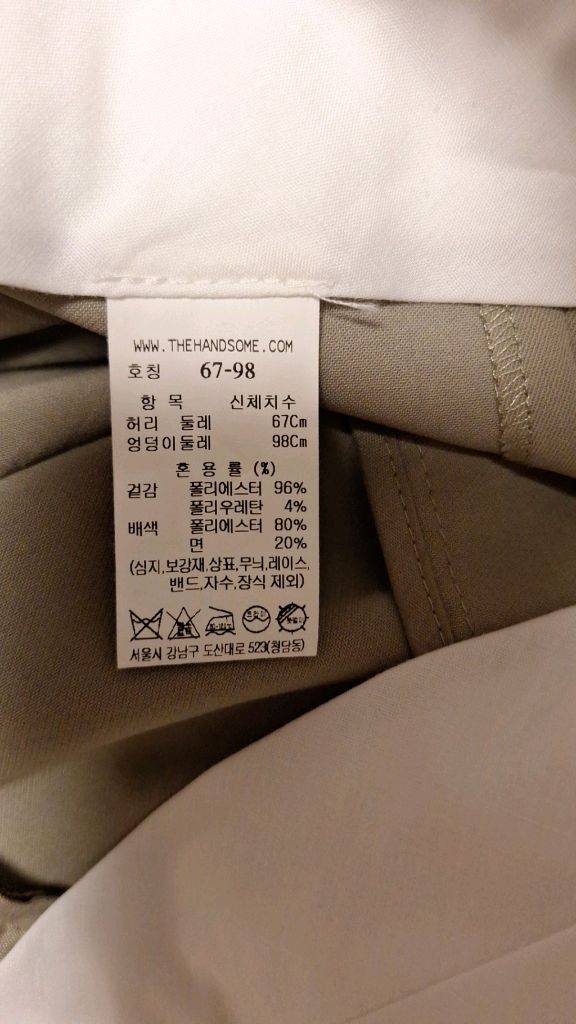 WWW.THEHANDSOME.COM
호칭 67-98
항 목 신체치수
허리 둘레 67Cm
엉덩이둘레 98Cm
혼 용 률 (%)
겉감 폴리에스터 96%
폴리우레탄 4%
배색 폴리에스터 80%
면 20%
(심지,보강재,상표,무늬,레이스,
밴드,자수,장식 제외)
서울시 강남구 도산대로 523(청담동)